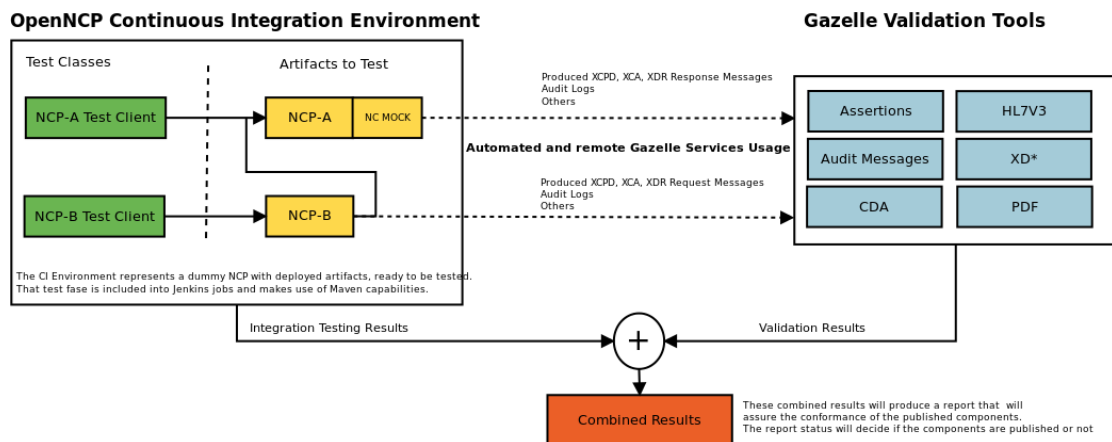 OpenNCP Continuous Integration Environment
Gazelle Validation Tools
Test Classes
Artifacts to Test
NCP-A Test Client
NCP-A
NC MOCK
NCP-B Test Client
NCP-B
The CI Environment represents a dummy NCP with deployed artifacts, ready to be tested.
That test fase is included into Jenkins jobs and makes use of Maven capabilities.
Produced XCPD, XCA, XDR Response Messages
Audit Logs
Others
Automated and remote Gazelle Services Usage
Produced XCPD, XCA, XDR Request Messages
Audit Logs
Others
Assertions
HL7V3
Audit Messages
XD*
CDA
PDF
Integration Testing Results
+
Validation Results
Combined Results
These combined results will produce a report that will
assure the conformance of the published components.
The report status will decide if the components are published or not